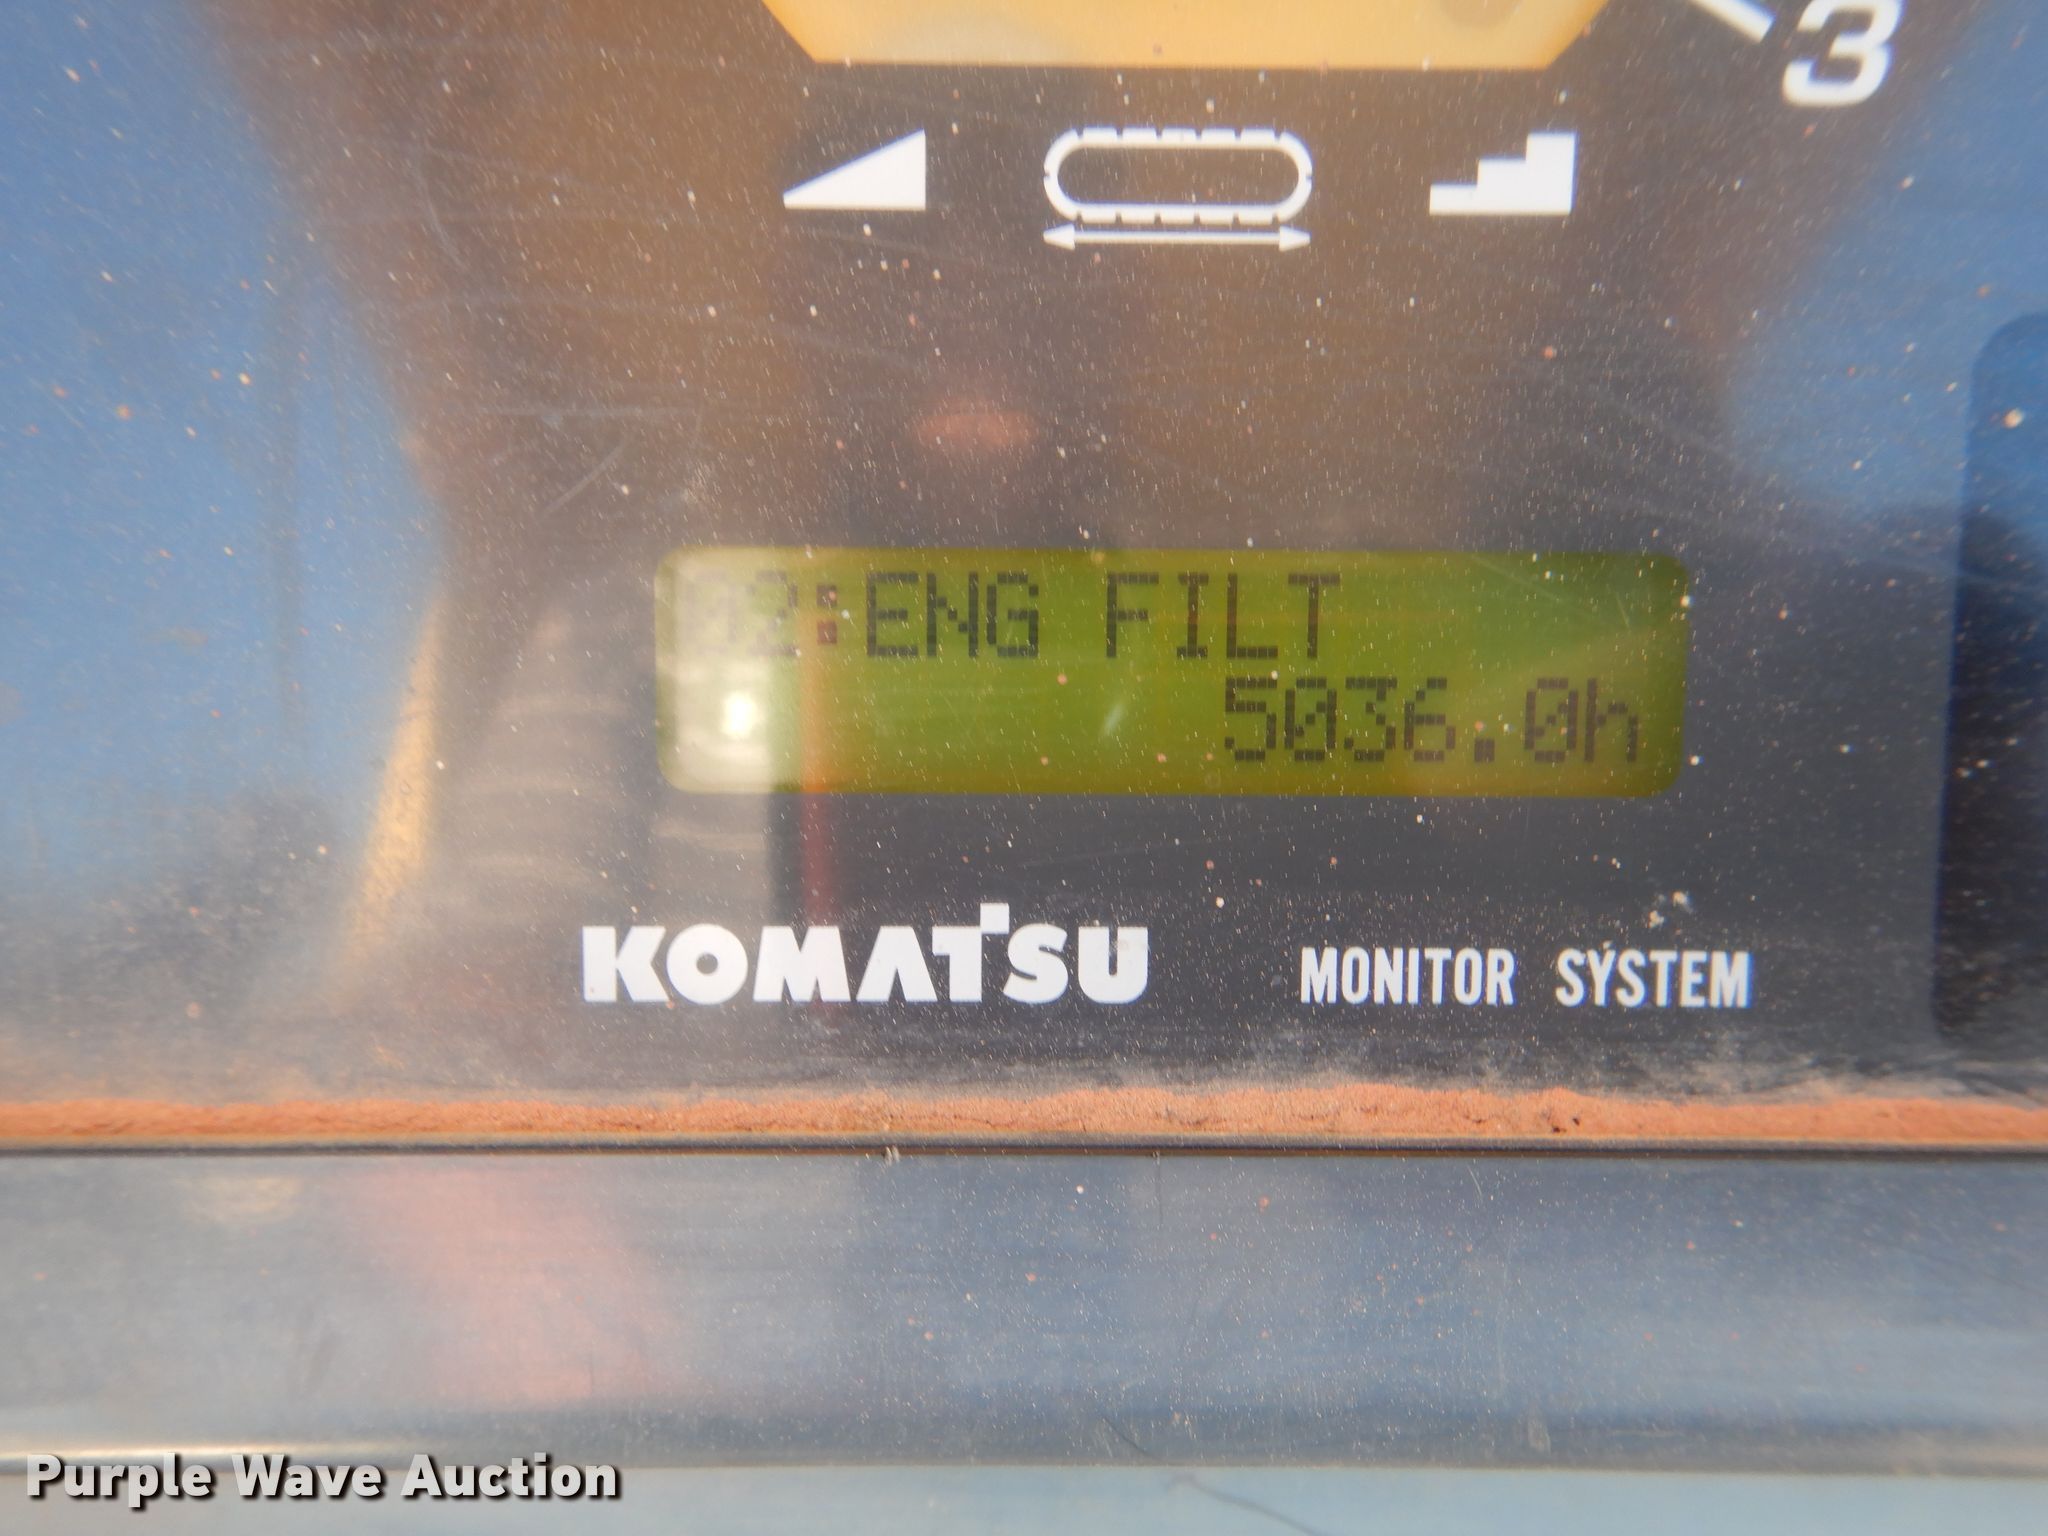 3
02:ENG FILT
5036.0h
KOMATSU
MONITOR SYSTEM
Purple Wave Auction